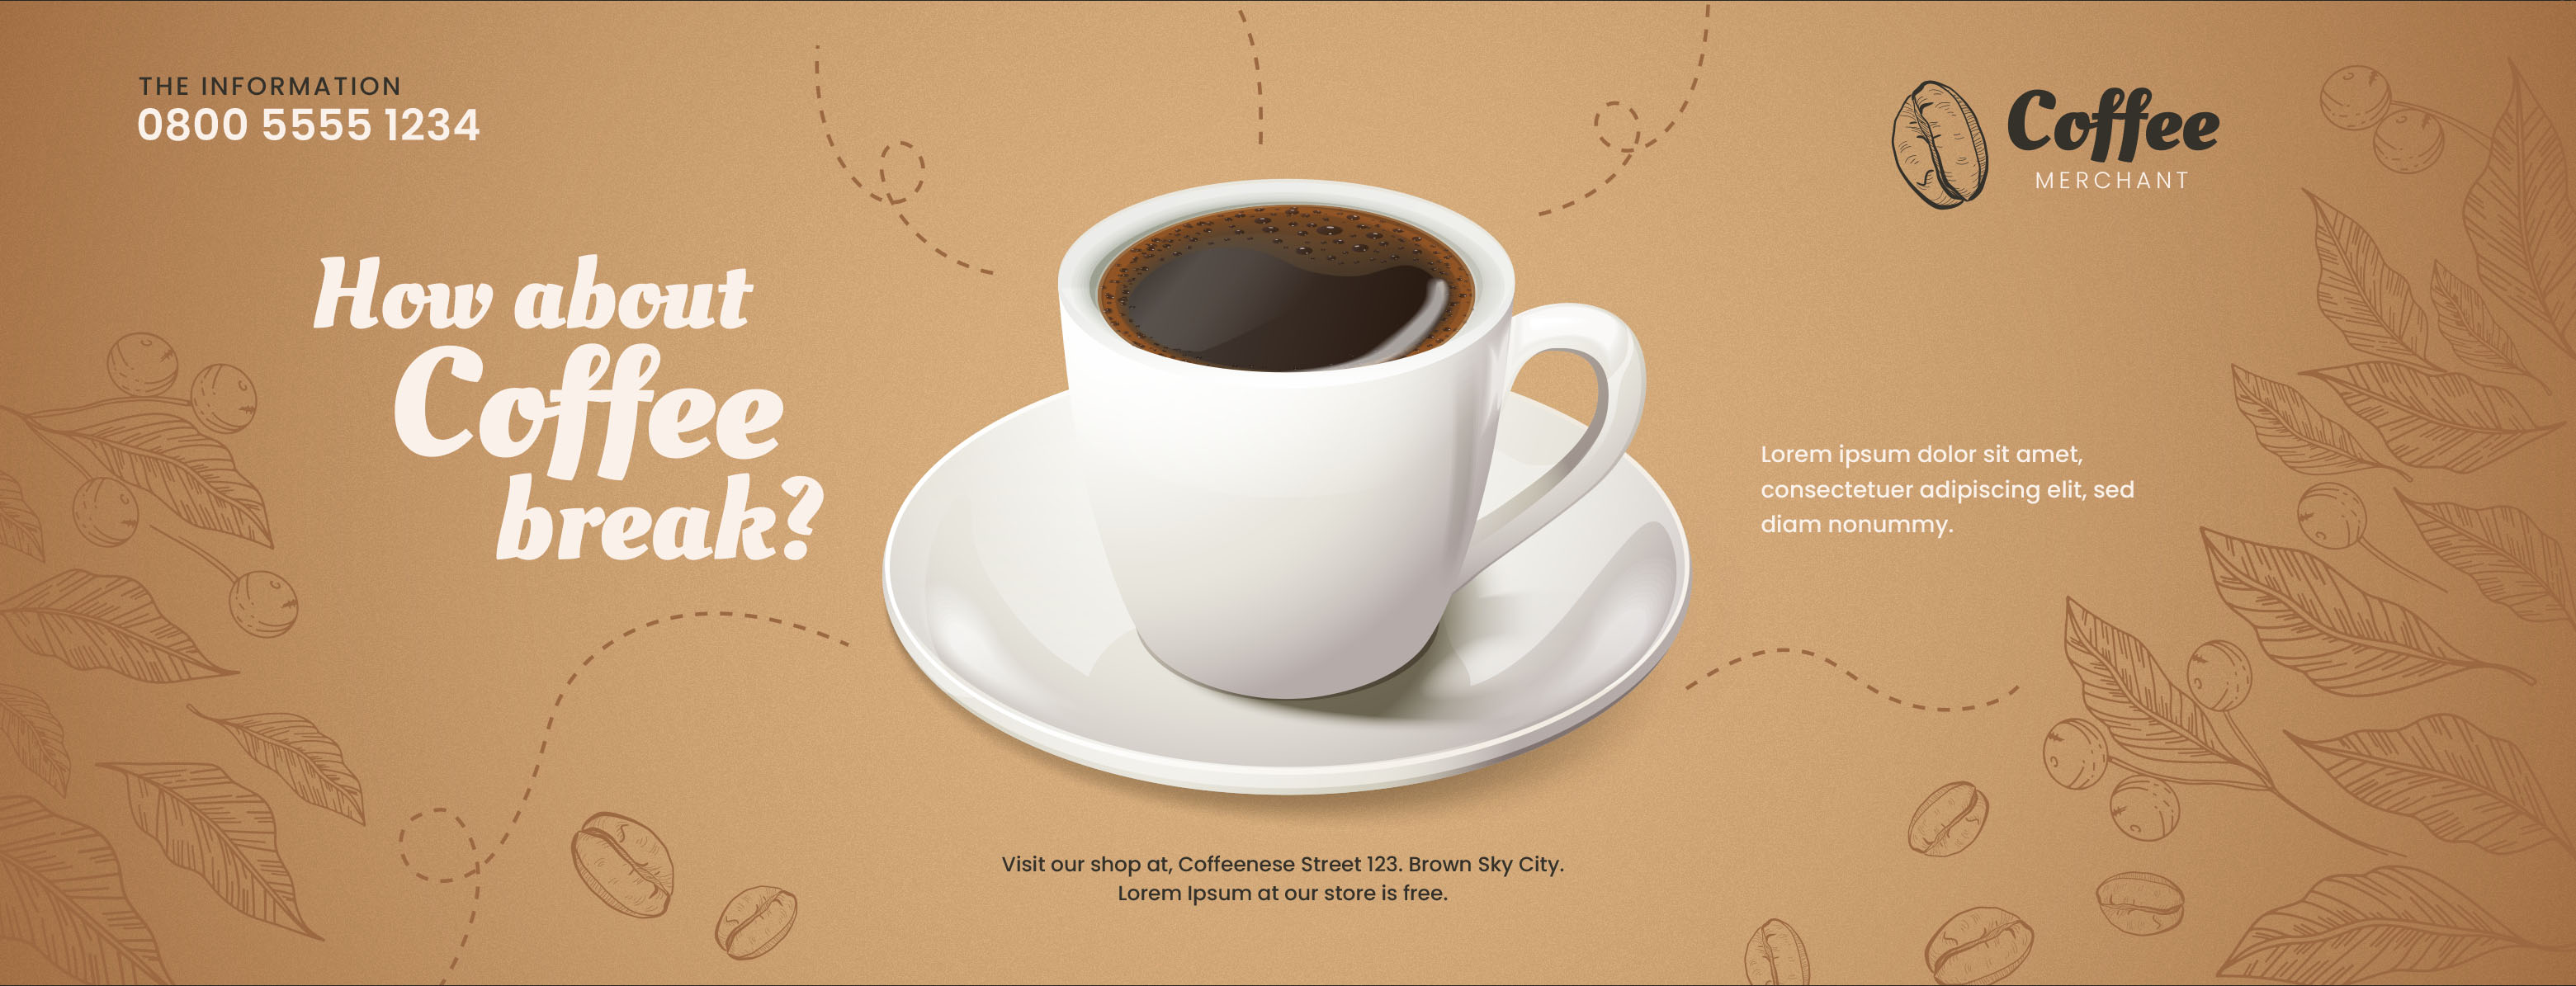 THE INFORMATION
0800 5555 1234
Coffee
MERCHANT
How about
Coffee
break?
Lorem ipsum dolor sit amet,
consectetuer adipiscing elit, sed
diam nonummy.
Visit our shop at, Coffeenese Street 123. Brown Sky City.
Lorem Ipsum at our store is free.